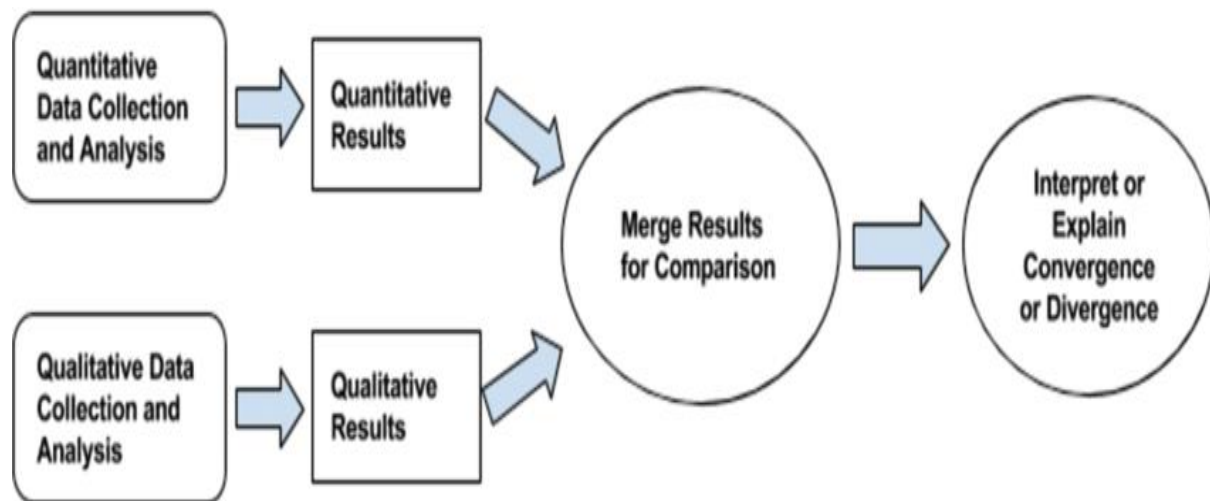 Quantitative
Data Collection
and Analysis
Quantitative
Results
Qualitative Data
Collection and
Analysis
Qualitative
Results
Merge Results
for Comparison
Interpret or
Explain
Convergence
or Divergence